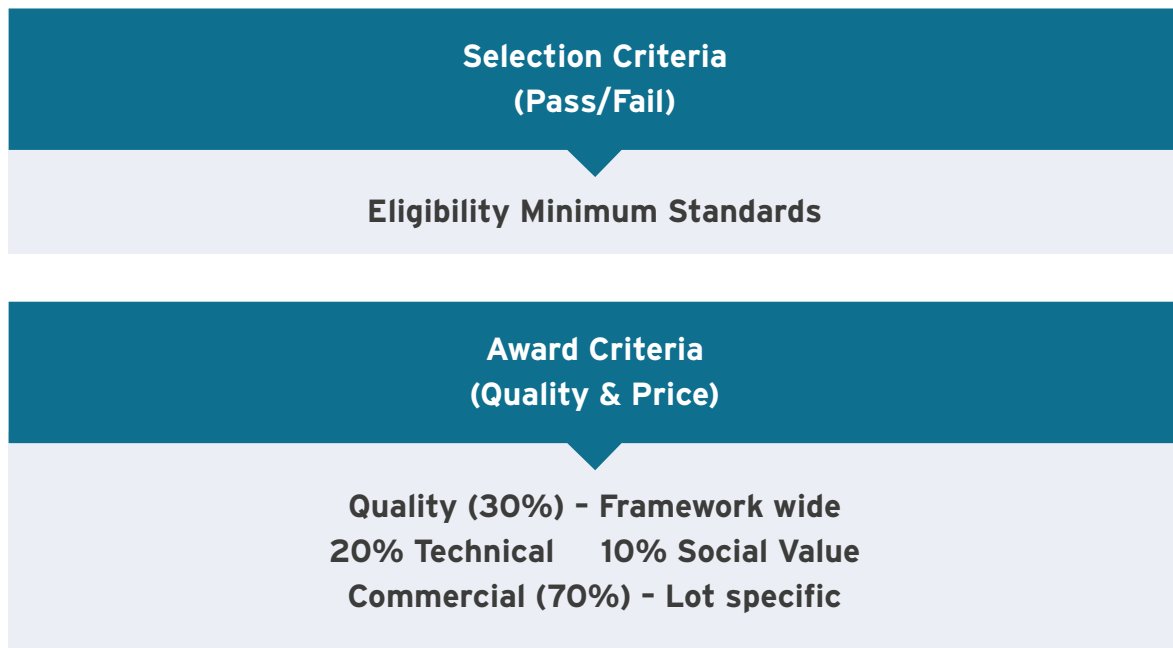 Selection Criteria
(Pass/Fail)
Eligibility Minimum Standards
Award Criteria
(Quality & Price)
Quality (30%) – Framework wide
20% Technical 10% Social Value
Commercial (70%) – Lot specific